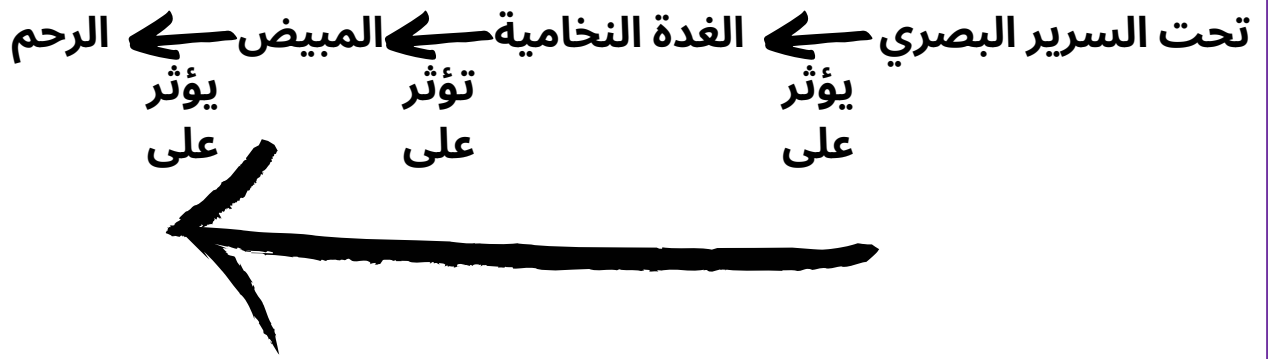 تحت السرير البصري الغدة النخامية المبيض الرحم
يؤثر تؤثر يؤثر
على على على